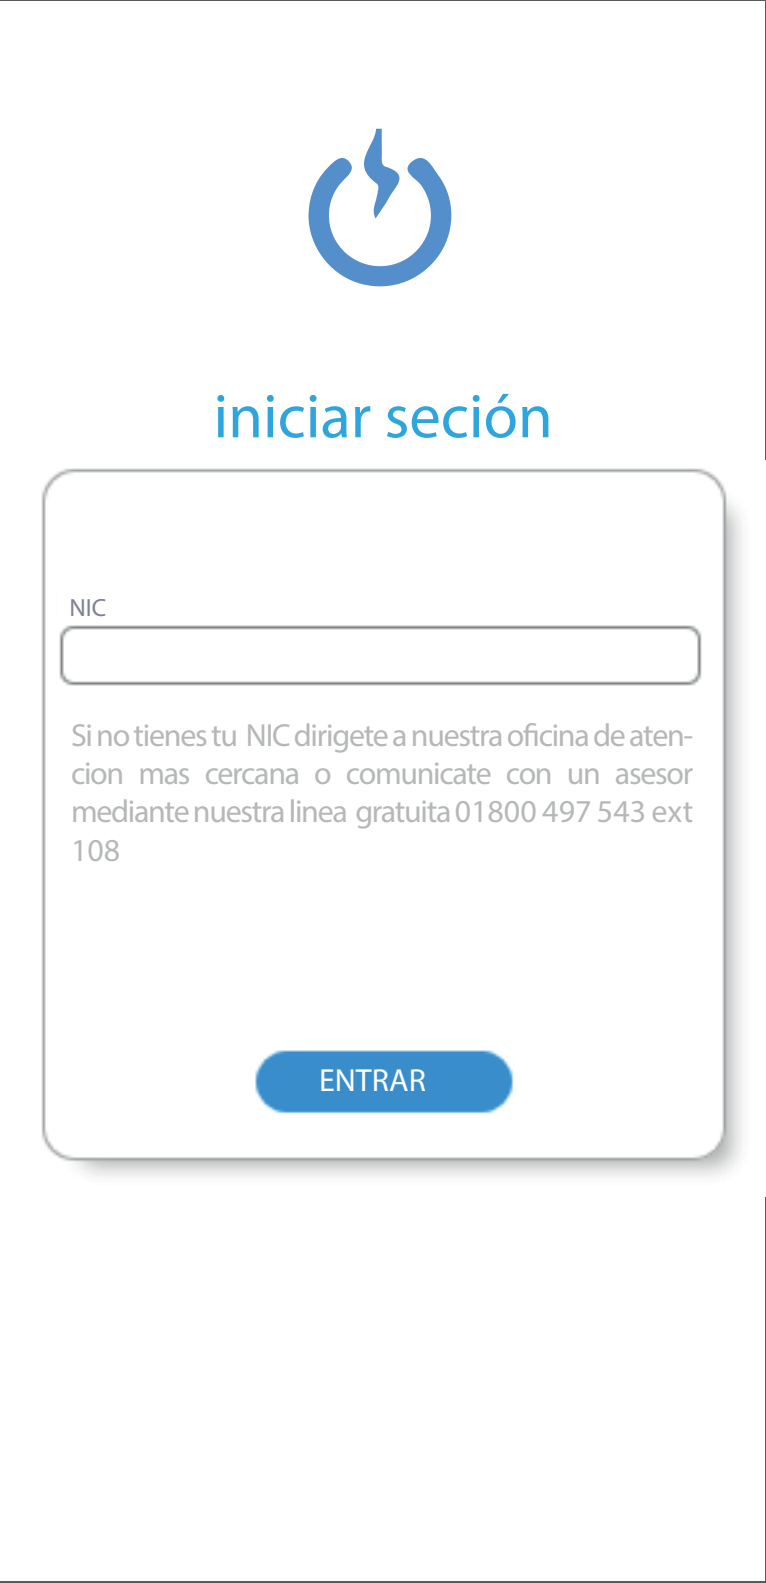 iniciar seción
NIC
Si no tienes tu NIC dirigete a nuestra oficina de aten-
cion mas cercana o comunicate con un asesor
mediante nuestra linea gratuita 01800 497 543 ext
108
ENTRAR